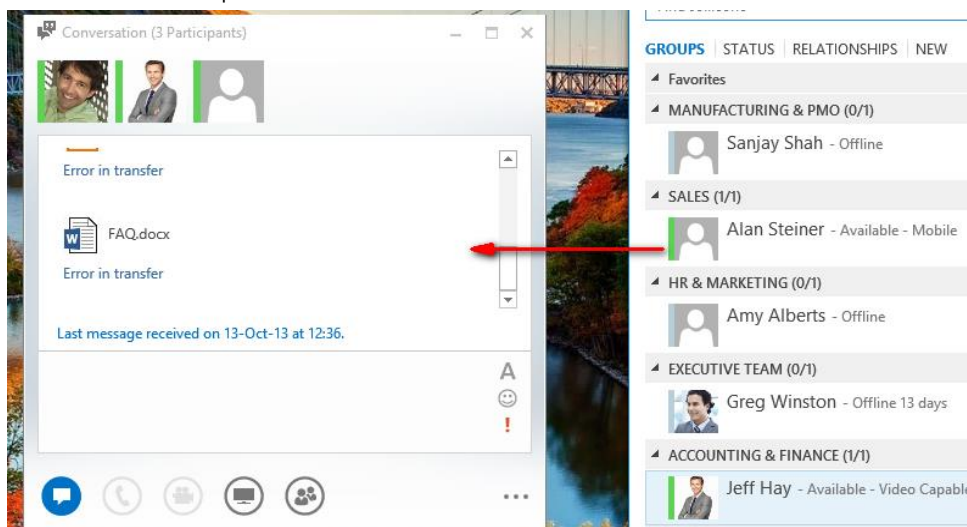 Conversation (3 Participants)
Error in transfer
FAQ.docx
Error in transfer
Last message received on 13-Oct-13 at 12:36.
A
!
GROUPS STATUS RELATIONSHIPS NEW
Favorites
MANUFACTURING & PMO (0/1)
Sanjay Shah - Offline
SALES (1/1)
Alan Steiner - Available - Mobile
HR & MARKETING (0/1)
Amy Alberts - Offline
EXECUTIVE TEAM (0/1)
Greg Winston - Offline 13 days
ACCOUNTING & FINANCE (1/1)
Jeff Hay - Available - Video Capable